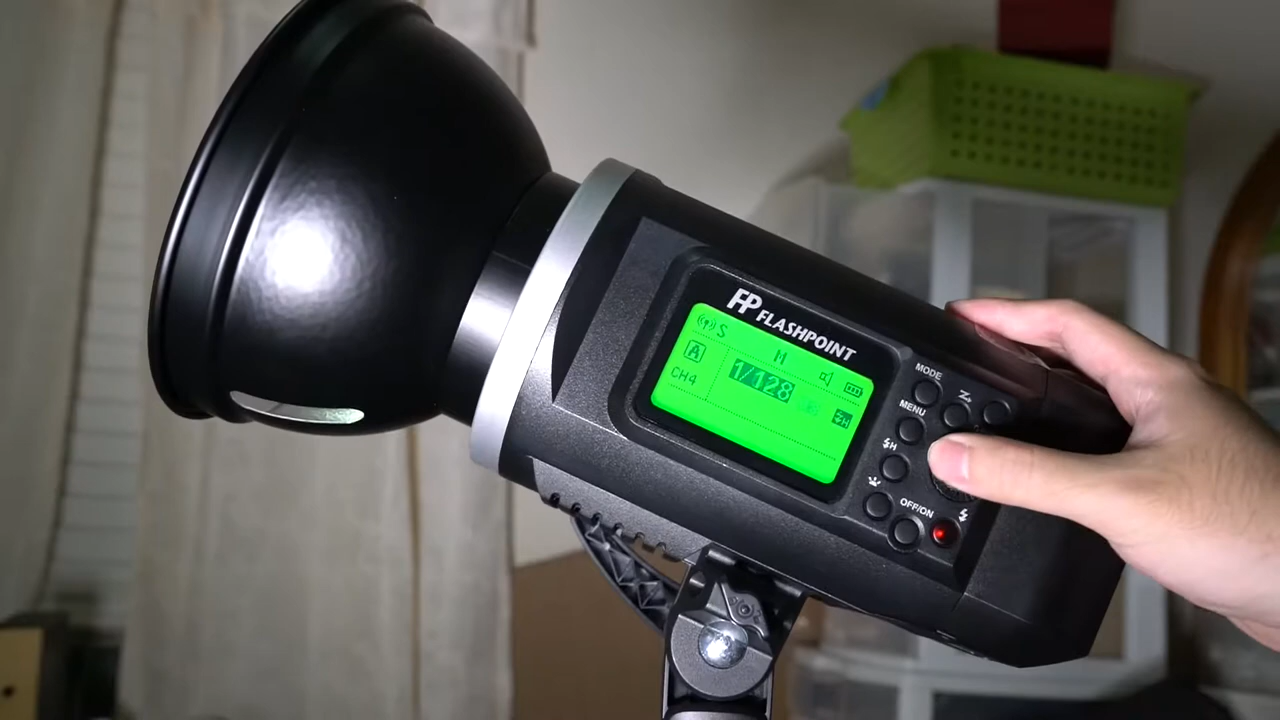 FP FLASHPOINT
S
M
A
1/128
CH4
H
MODE
Z
MENU
H
OFF/ON